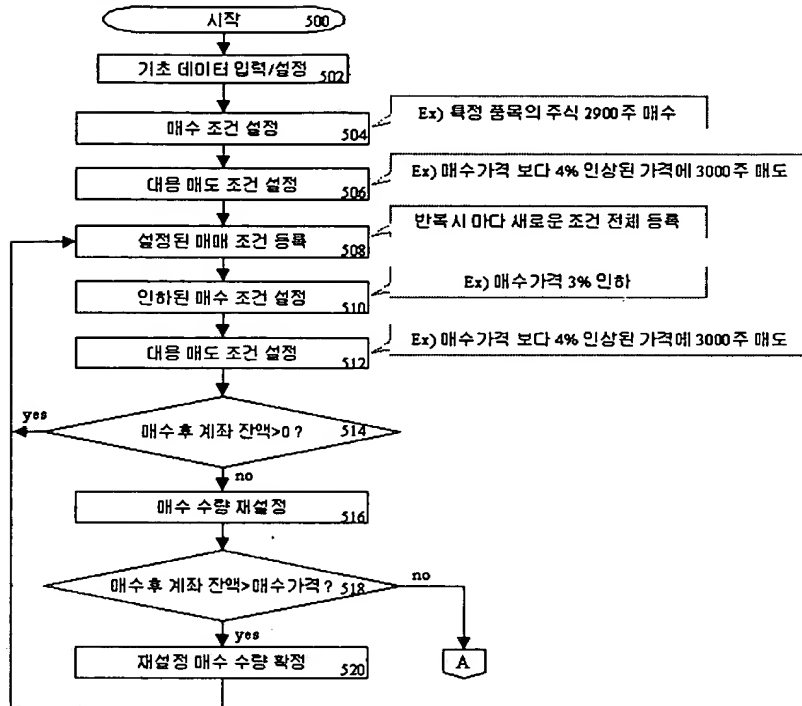 시작 500
기초 데이터 입력/설정 502
매수 조건 설정 504
Ex) 특정 품목의 주식 2900주 매수
대응 매도 조건 설정 506
Ex) 매수가격 보다 4% 인상된 가격에 3000주 매도
설정된 매매 조건 등록 508
반복시 마다 새로운 조건 전체 등록
인하된 매수 조건 설정 510
Ex) 매수가격 3% 인하
대응 매도 조건 설정 512
Ex) 매수가격 보다 4% 인상된 가격에 3000주 매도
yes
매수 후 계좌 잔액>0 ? 514
no
매수 수량 재설정 516
매수 후 계좌 잔액>매수가격 ? 518
no
yes
재설정 매수 수량 확정 520
A